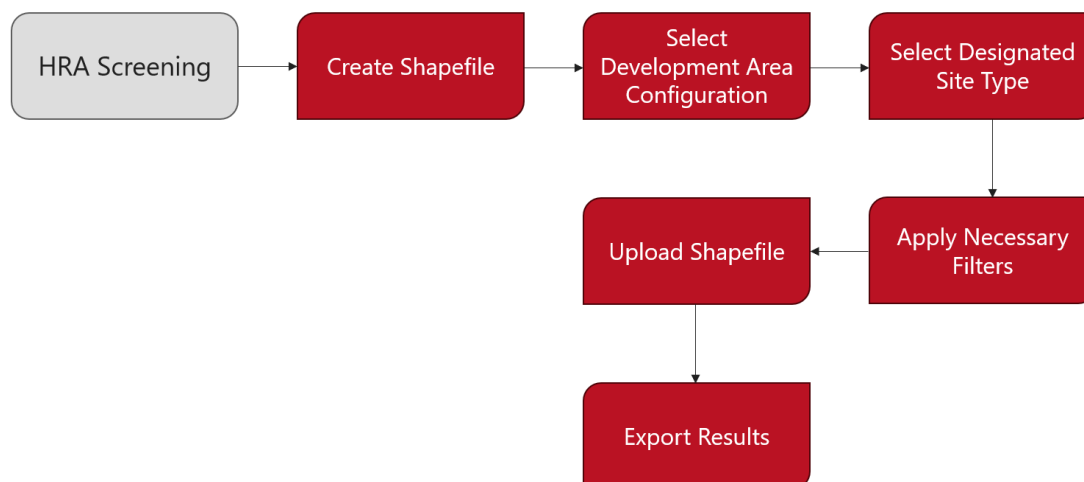 HRA Screening
Create Shapefile
Select
Development Area
Configuration
Select Designated
Site Type
Upload Shapefile
Apply Necessary
Filters
Export Results